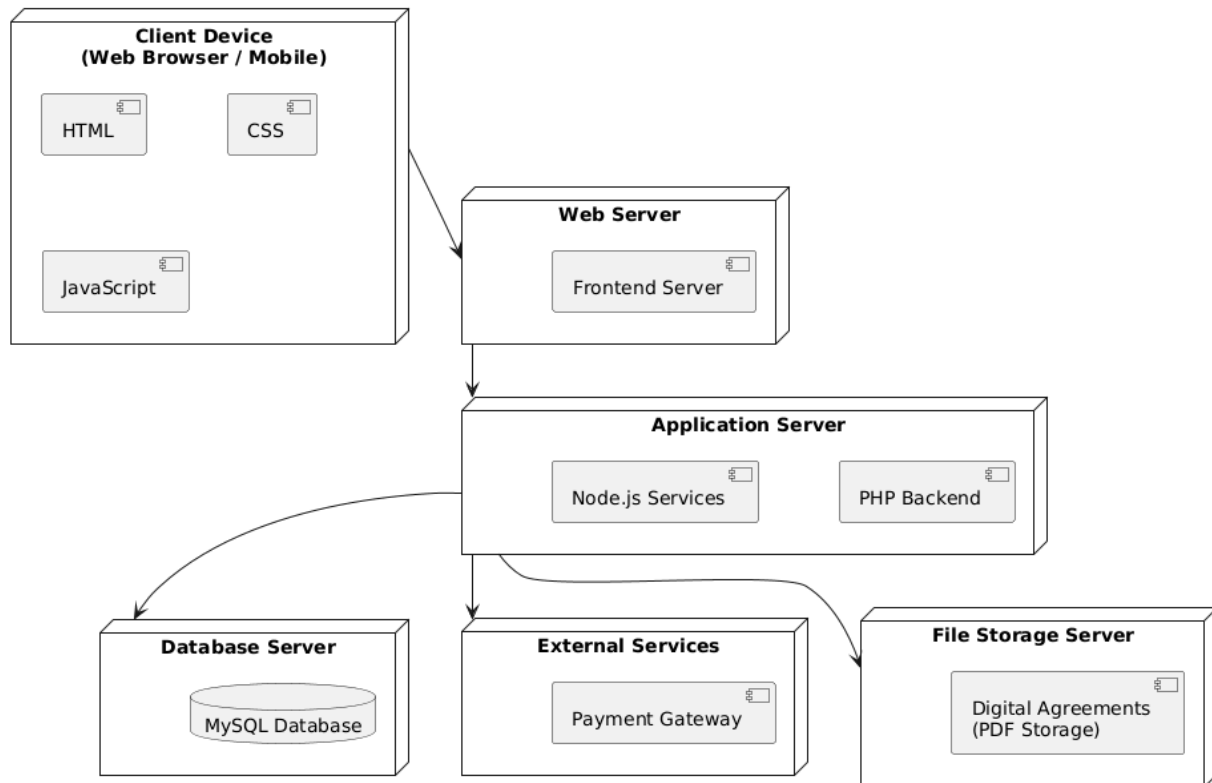 Client Device
(Web Browser / Mobile)
HTML
CSS
JavaScript
Web Server
Frontend Server
Application Server
Node.js Services
PHP Backend
Database Server
MySQL Database
External Services
Payment Gateway
File Storage Server
Digital Agreements
(PDF Storage)